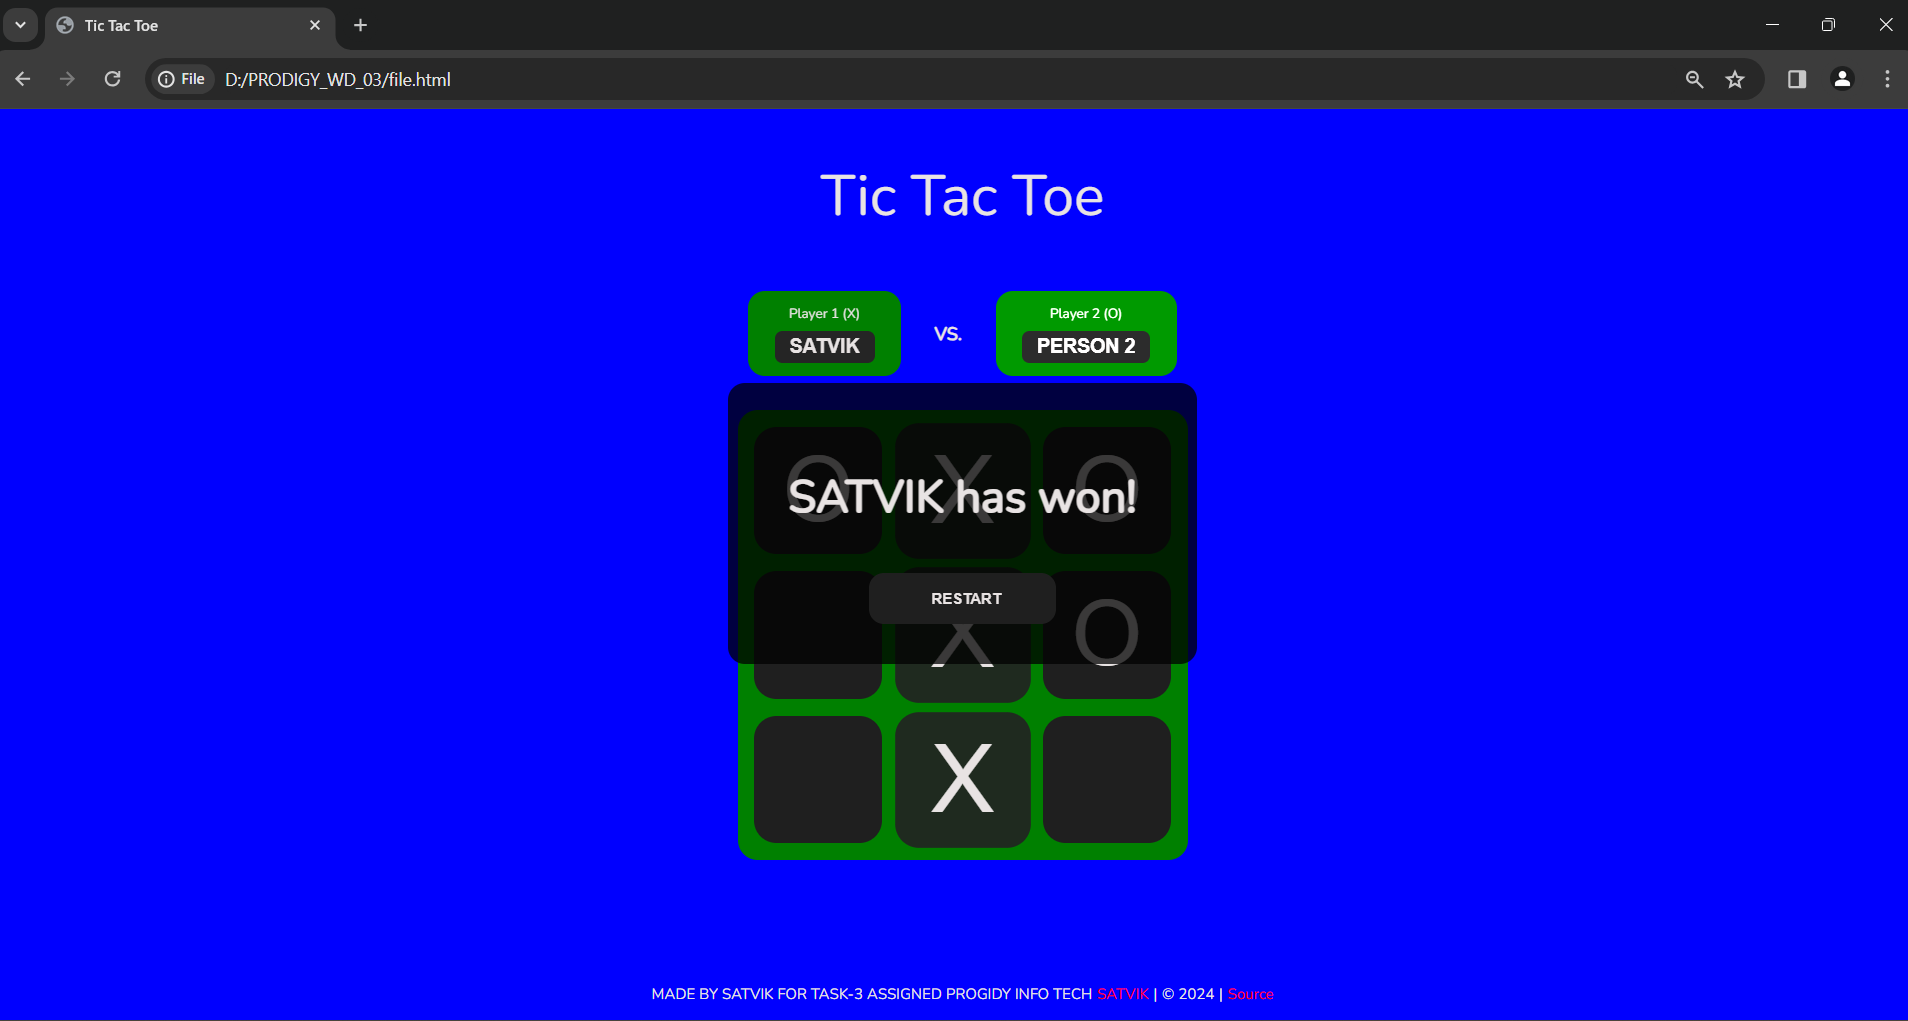 Tic Tac Toe
File D:/PRODIGY_WD_03/file.html
Tic Tac Toe
Player 1 (X) Player 2 (O)
VS.
SATVIK PERSON 2
O X O
SATVIK has won!
RESTART
X O
X
MADE BY SATVIK FOR TASK-3 ASSIGNED PROGIDY INFO TECH SATVIK | © 2024 | Source